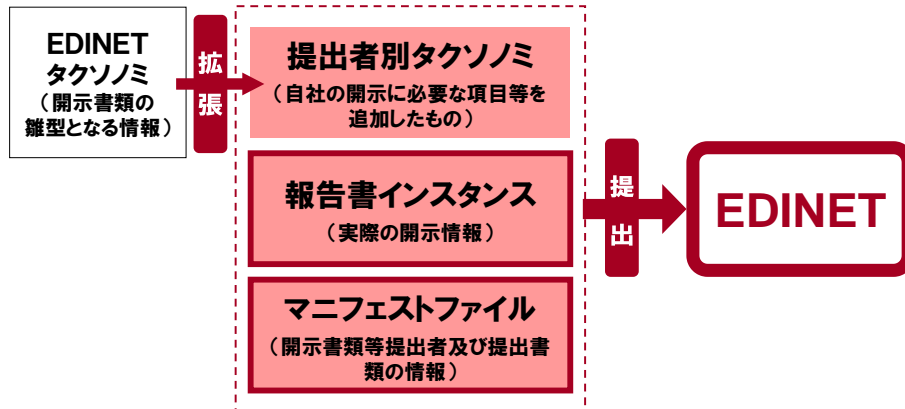 EDINET
タクソノミ
（開示書類の
雛型となる情報）
拡
張
提出者別タクソノミ
（自社の開示に必要な項目等を
追加したもの）
報告書インスタンス
（実際の開示情報）
マニフェストファイル
（開示書類等提出者及び提出書
類の情報）
提
出
EDINET